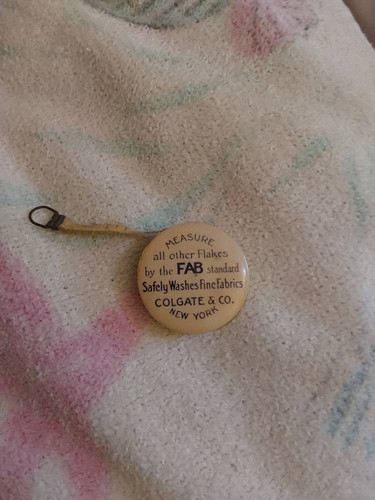 MEASURE
all other Flakes
by the FAB standard
Safely Washes Fine Fabrics
COLGATE & CO.
NEW YORK